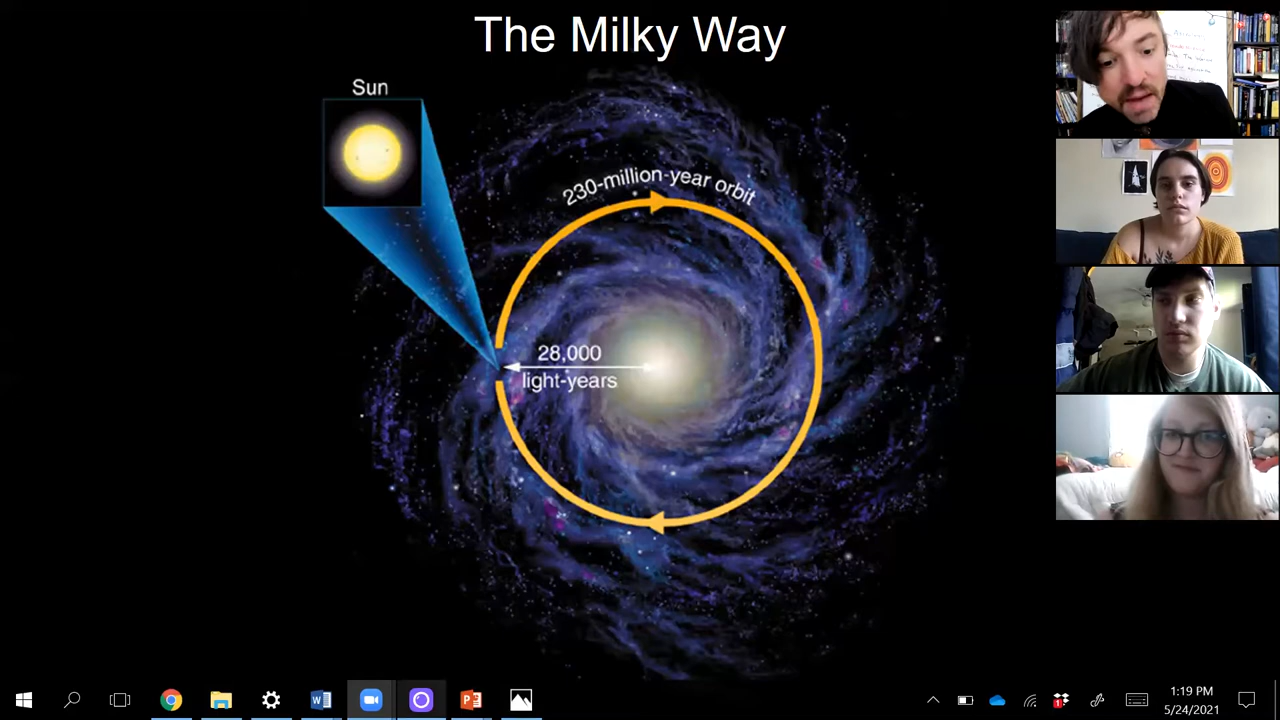 The Milky Way
Sun
230-million-year orbit
28,000
light-years
1:19 PM
5/24/2021